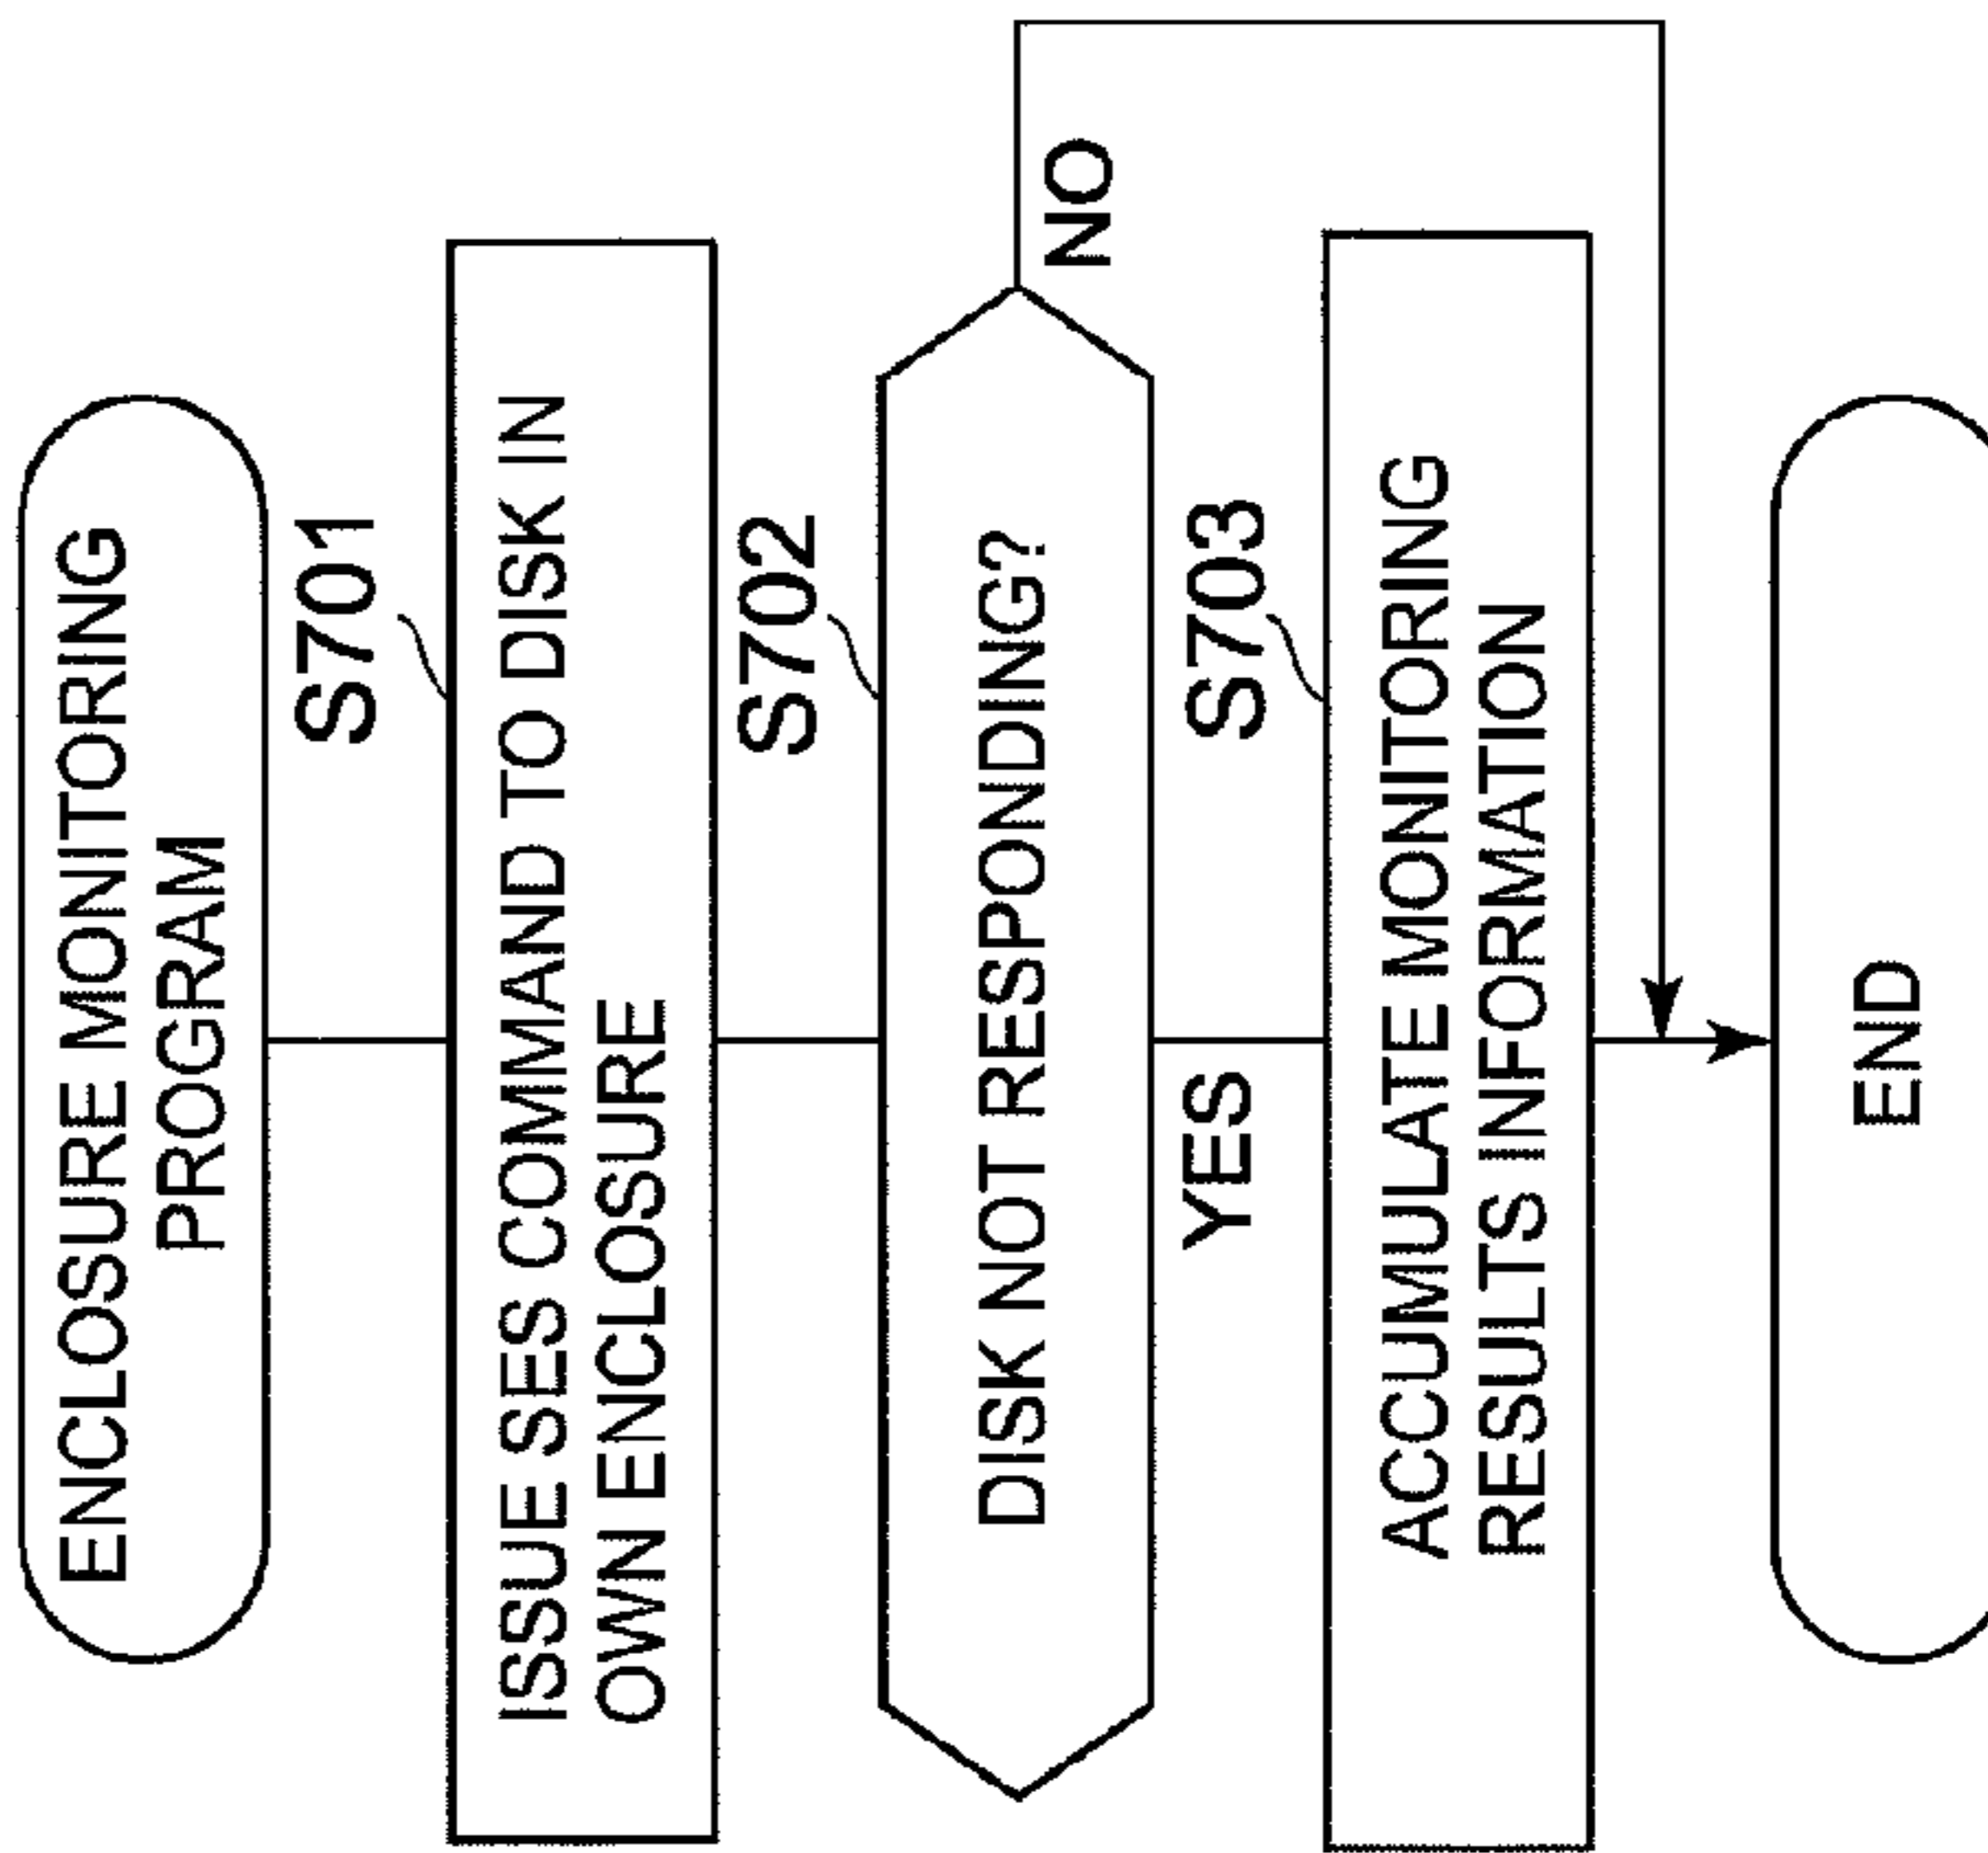 ENCLOSURE MONITORING
PROGRAM
S701
ISSUE SES COMMAND TO DISK IN
OWN ENCLOSURE
S702
DISK NOT RESPONDING?
NO
YES
S703
ACCUMULATE MONITORING
RESULTS INFORMATION
END